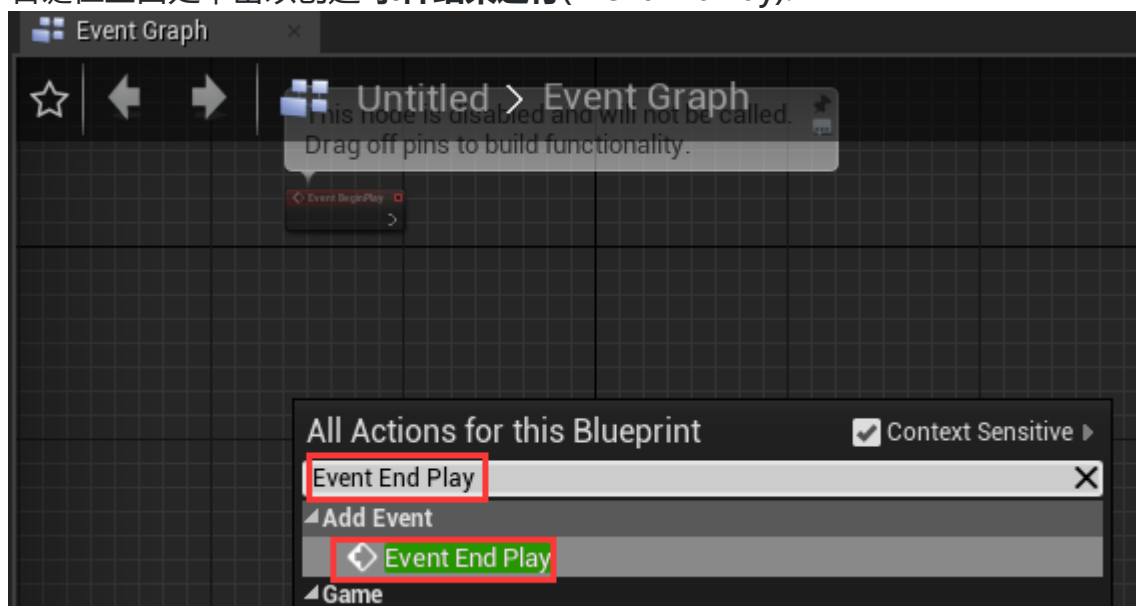 Event Graph
Untitled > Event Graph
This node is disabled and will not be called.
Drag off pins to build functionality.
Event BeginPlay
All Actions for this Blueprint
Context Sensitive
Event End Play
Add Event
Event End Play
Game